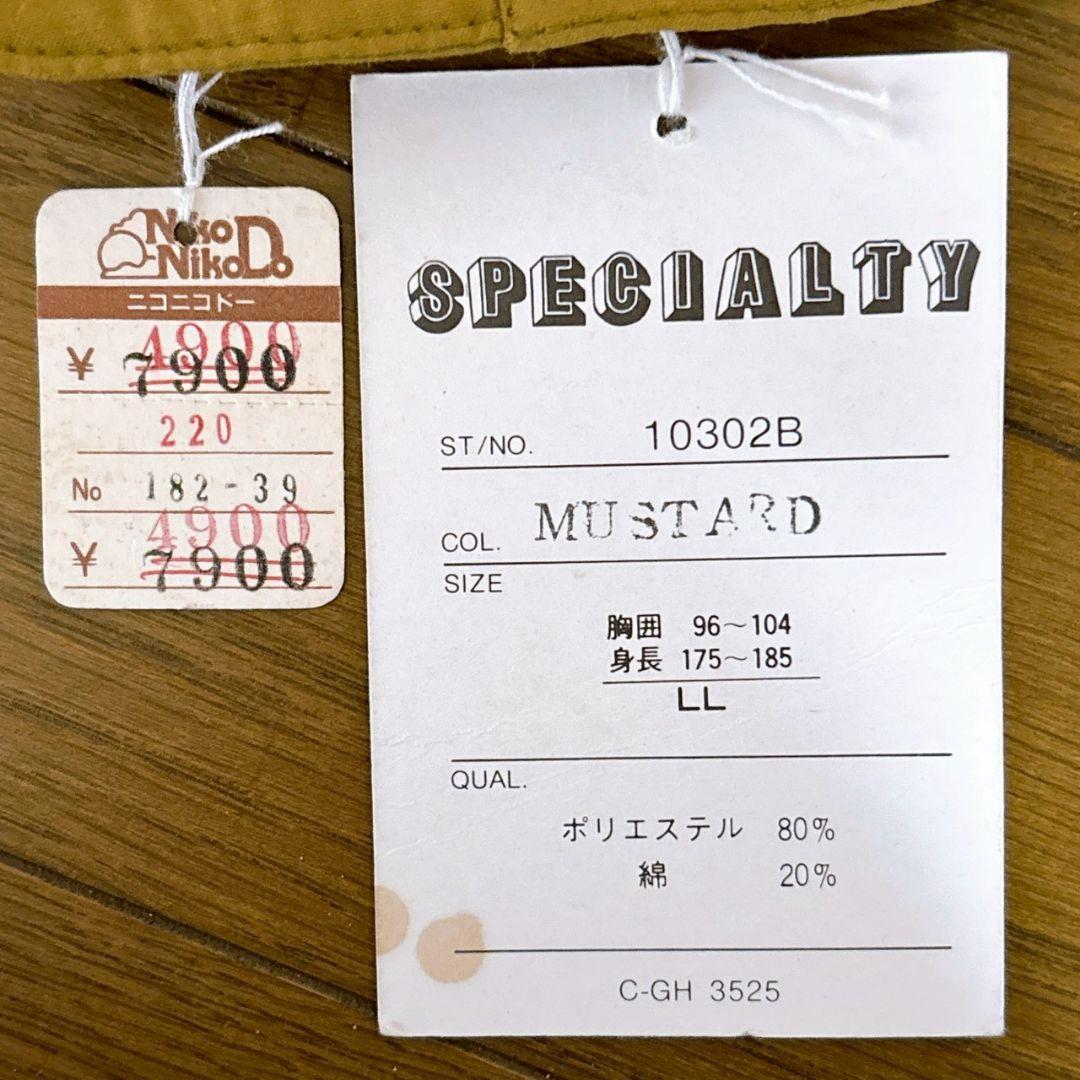 Niko
NikoDo
ニコニコドー
4900
¥ 7900
220
No 182-39
4900
¥ 7900
SPECIALTY
ST/NO. 10302B
COL. MUSTARD
SIZE
胸囲 96～104
身長 175～185
LL
QUAL.
ポリエステル 80%
綿 20%
C-GH 3525